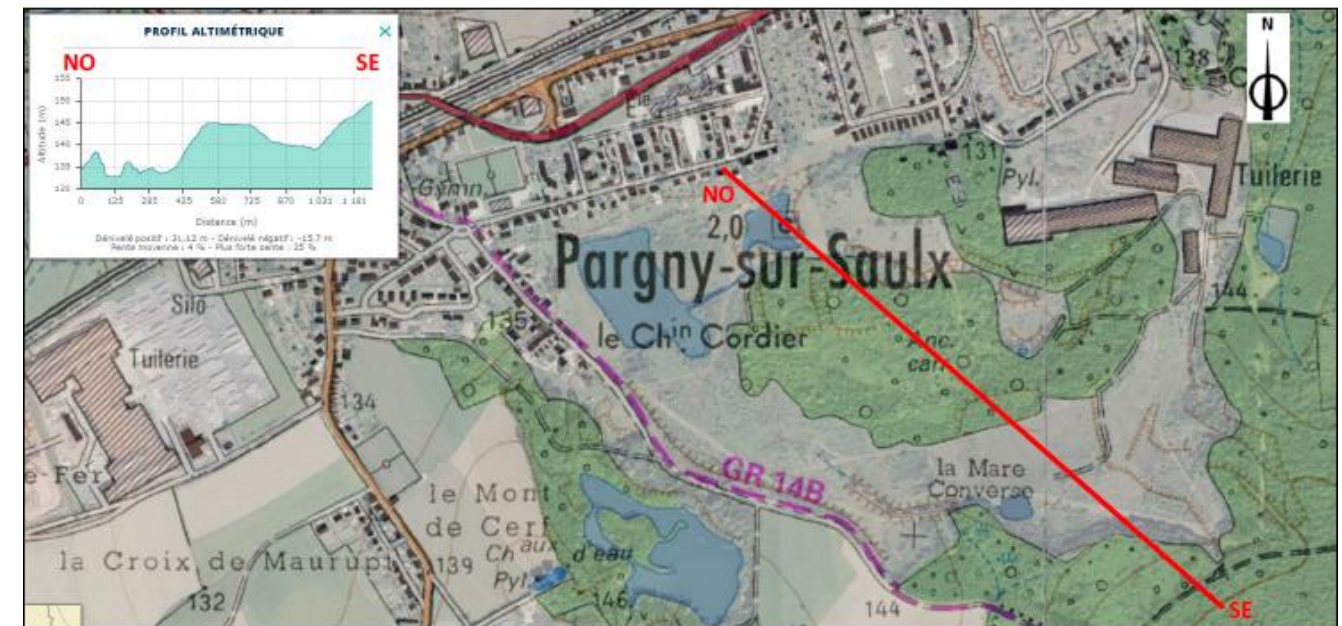 PROFIL ALTIMÉTRIQUE
×
NO
SE
155
150
145
140
135
130
Altitude (m)
0
125
285
425
562
725
870
1 031
1 181
Distance (m)
Dénivelé positif : 31,12 m - Dénivelé négatif : -15,7 m
Pente moyenne : 4 % - Plus forte pente : 25 %
N
138
Gymn.
131
Pyl.
Tuilerie
NO
2,0
Pargny-sur-Saulx
Silo
144
135
le Chin Cordier
Anc.
carr.
Tuilerie
134
GR 14B
la Mare
Converse
le Mont
de Cerf
Chaux d'eau
la Croix de Maurupt
139
Pyl.
132
146
144
SE